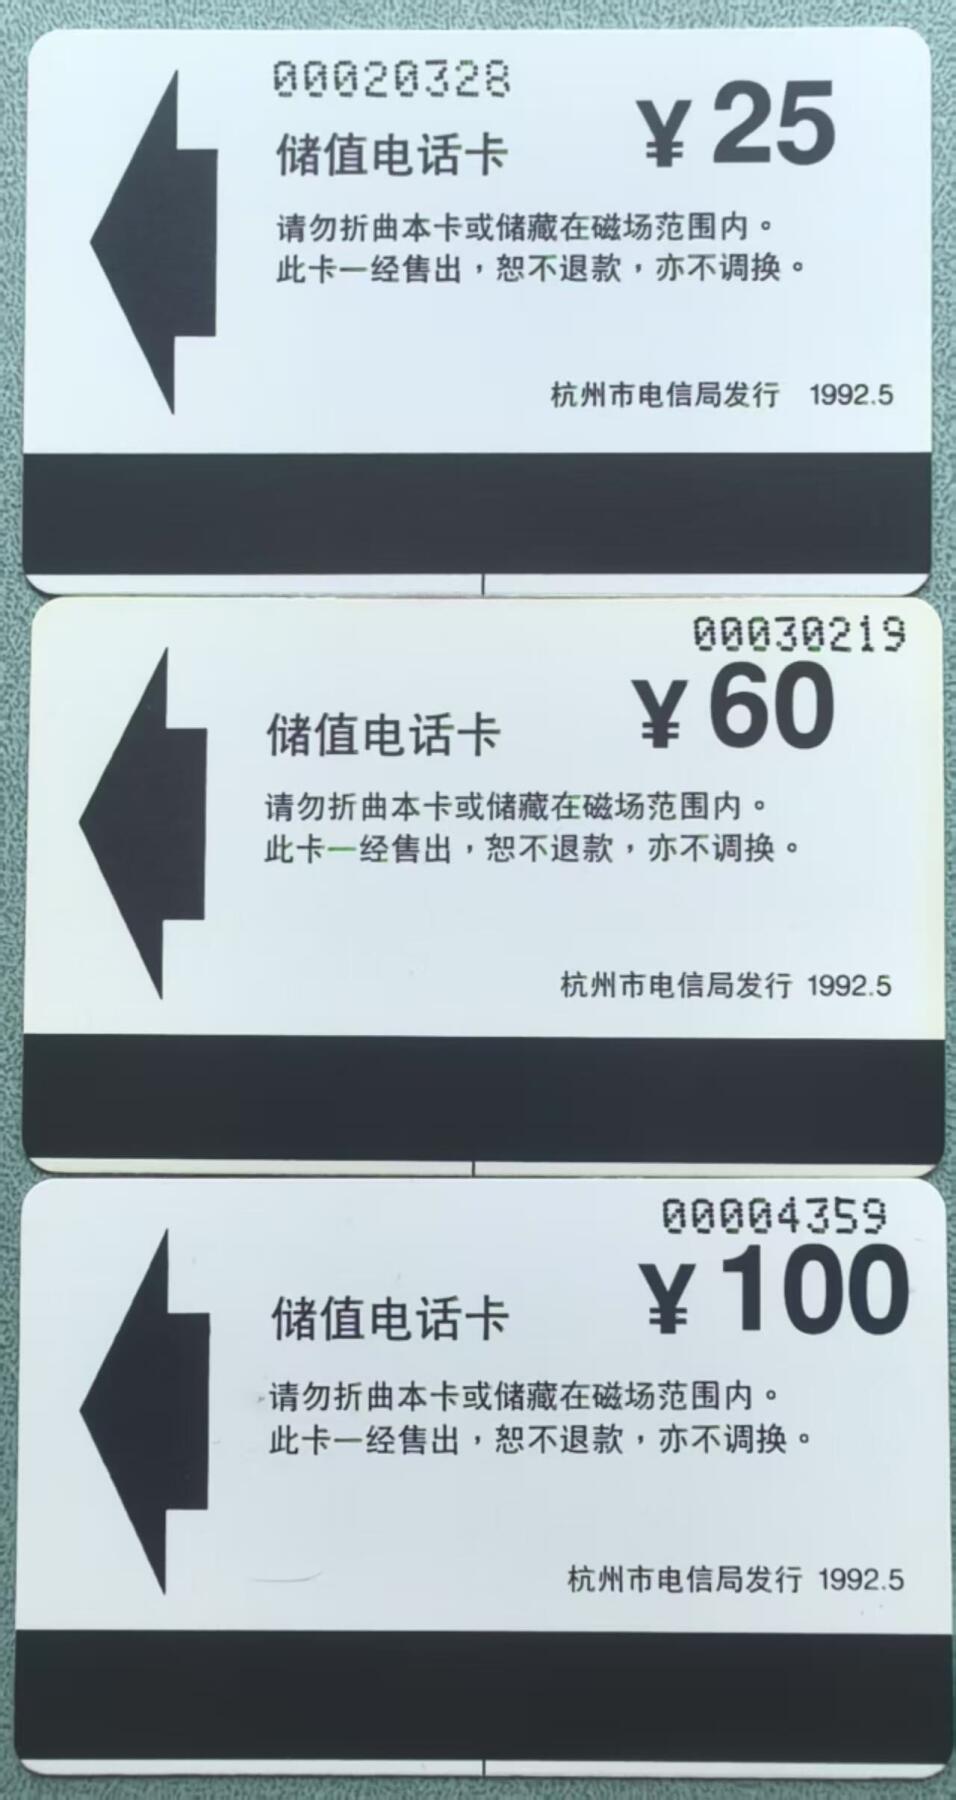 00020328
¥25
储值电话卡
请勿折曲本卡或储藏在磁场范围内。
此卡一经售出，恕不退款，亦不调换。
杭州市电信局发行 1992.5
00030219
¥60
储值电话卡
请勿折曲本卡或储藏在磁场范围内。
此卡一经售出，恕不退款，亦不调换。
杭州市电信局发行 1992.5
00004359
¥100
储值电话卡
请勿折曲本卡或储藏在磁场范围内。
此卡一经售出，恕不退款，亦不调换。
杭州市电信局发行 1992.5